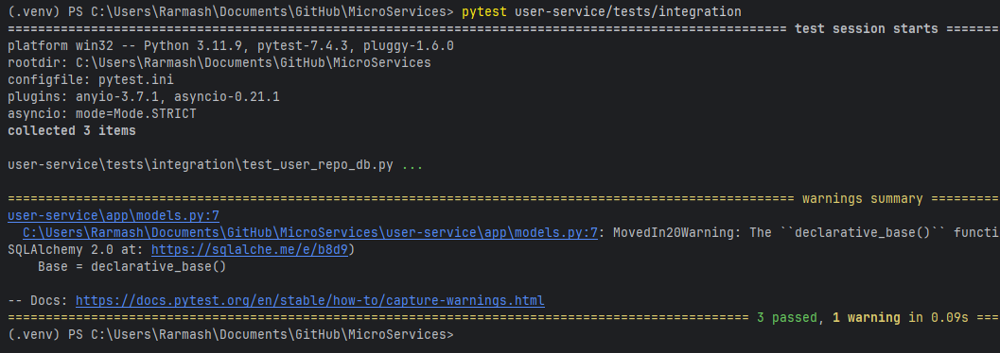 (.venv) PS C:\Users\Rarmash\Documents\GitHub\MicroServices> pytest user-service/tests/integration
======================================================================================================= test session starts =======
platform win32 -- Python 3.11.9, pytest-7.4.3, pluggy-1.6.0
rootdir: C:\Users\Rarmash\Documents\GitHub\MicroServices
configfile: pytest.ini
plugins: anyio-3.7.1, asyncio-0.21.1
asyncio: mode=Mode.STRICT
collected 3 items
user-service\tests\integration\test_user_repo_db.py ...
======================================================================================================== warnings summary =========
user-service\app\models.py:7
C:\Users\Rarmash\Documents\GitHub\MicroServices\user-service\app\models.py:7: MovedIn20Warning: The ``declarative_base()`` functi
SQLAlchemy 2.0 at: https://sqlalche.me/e/b8d9)
Base = declarative_base()
-- Docs: https://docs.pytest.org/en/stable/how-to/capture-warnings.html
================================================================================================== 3 passed, 1 warning in 0.09s ===
(.venv) PS C:\Users\Rarmash\Documents\GitHub\MicroServices>